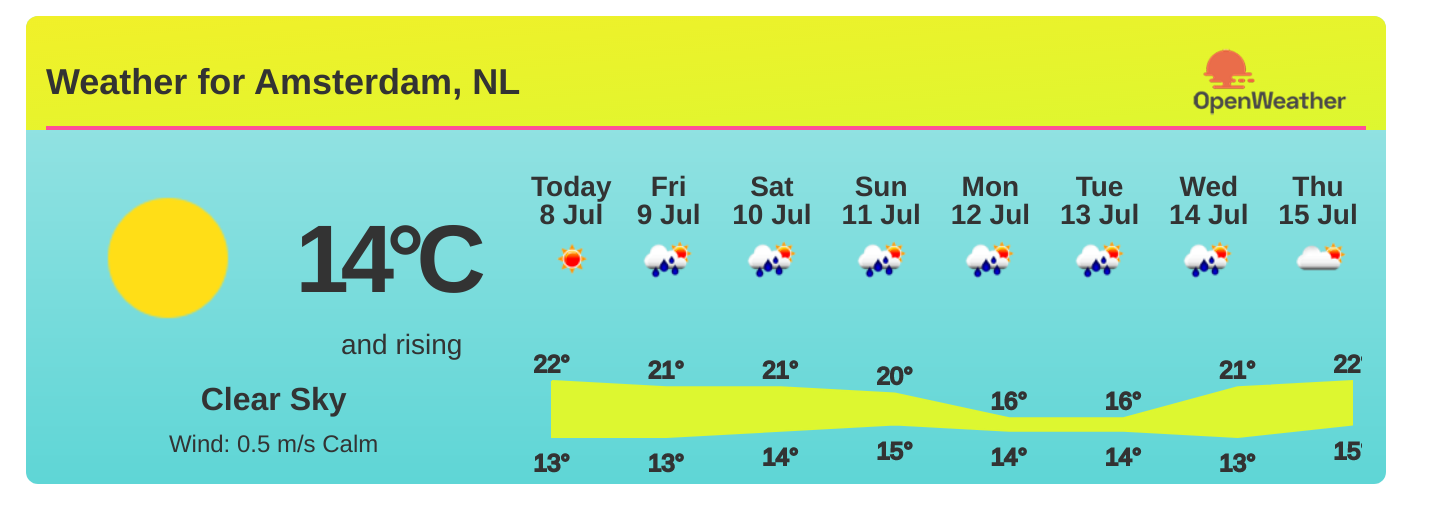 Weather for Amsterdam, NL
OpenWeather
14°C
and rising
Clear Sky
Wind: 0.5 m/s Calm
Today Fri Sat Sun Mon Tue Wed Thu
8 Jul 9 Jul 10 Jul 11 Jul 12 Jul 13 Jul 14 Jul 15 Jul
22° 21° 21° 20° 16° 16° 21° 22°
13° 13° 14° 15° 14° 14° 13° 15°